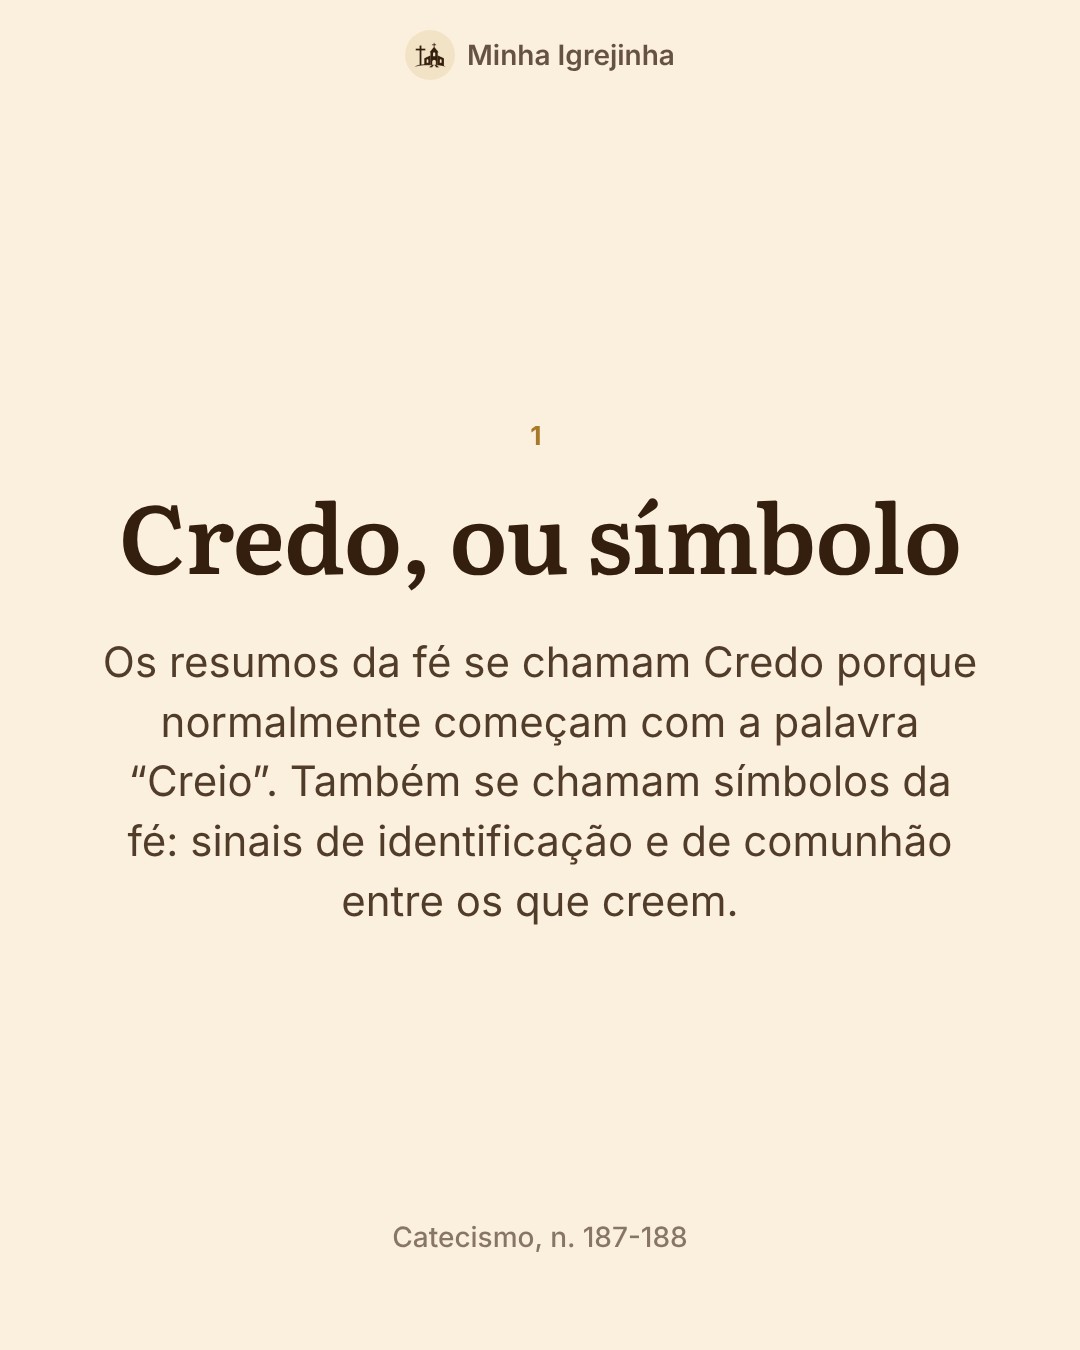 Minha Igrejinha
1
Credo, ou símbolo
Os resumos da fé se chamam Credo porque
normalmente começam com a palavra
“Creio”. Também se chamam símbolos da
fé: sinais de identificação e de comunhão
entre os que creem.
Catecismo, n. 187-188